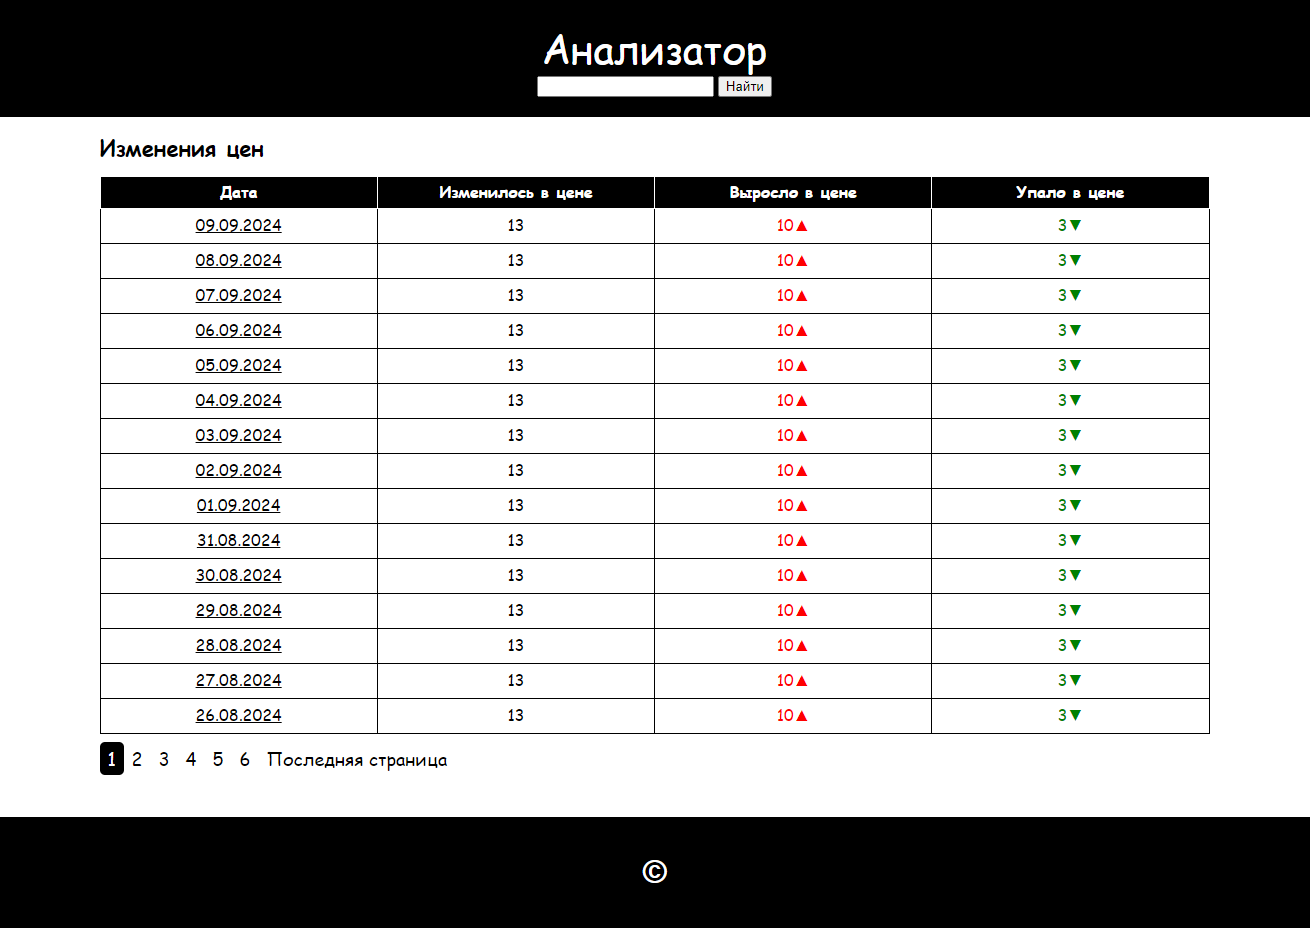 Анализатор
Найти
Изменения цен
Дата Изменилось в цене Выросло в цене Упало в цене
09.09.2024 13 10▲ 3▼
08.09.2024 13 10▲ 3▼
07.09.2024 13 10▲ 3▼
06.09.2024 13 10▲ 3▼
05.09.2024 13 10▲ 3▼
04.09.2024 13 10▲ 3▼
03.09.2024 13 10▲ 3▼
02.09.2024 13 10▲ 3▼
01.09.2024 13 10▲ 3▼
31.08.2024 13 10▲ 3▼
30.08.2024 13 10▲ 3▼
29.08.2024 13 10▲ 3▼
28.08.2024 13 10▲ 3▼
27.08.2024 13 10▲ 3▼
26.08.2024 13 10▲ 3▼
1 2 3 4 5 6 Последняя страница
©